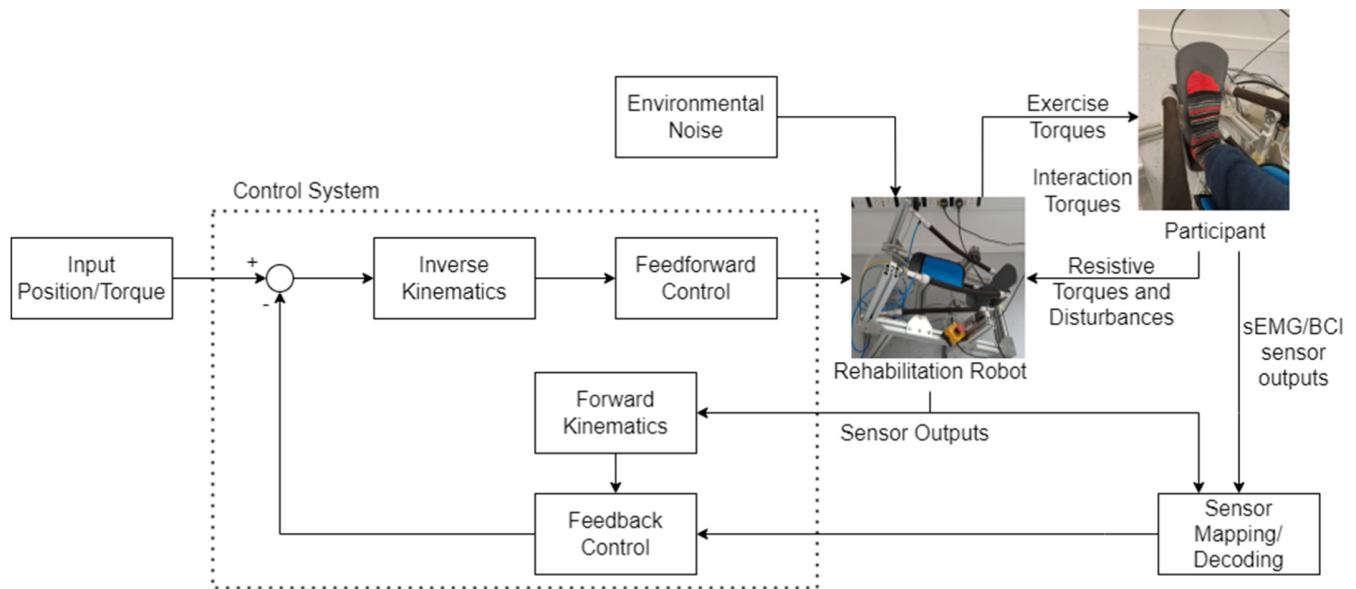 Environmental
Noise
Exercise
Torques
Interaction
Torques
Participant
Control System
Input
Position/Torque
+
-
Inverse
Kinematics
Feedforward
Control
Resistive
Torques and
Disturbances
sEMG/BCI
sensor
outputs
Rehabilitation Robot
Forward
Kinematics
Sensor Outputs
Feedback
Control
Sensor
Mapping/
Decoding